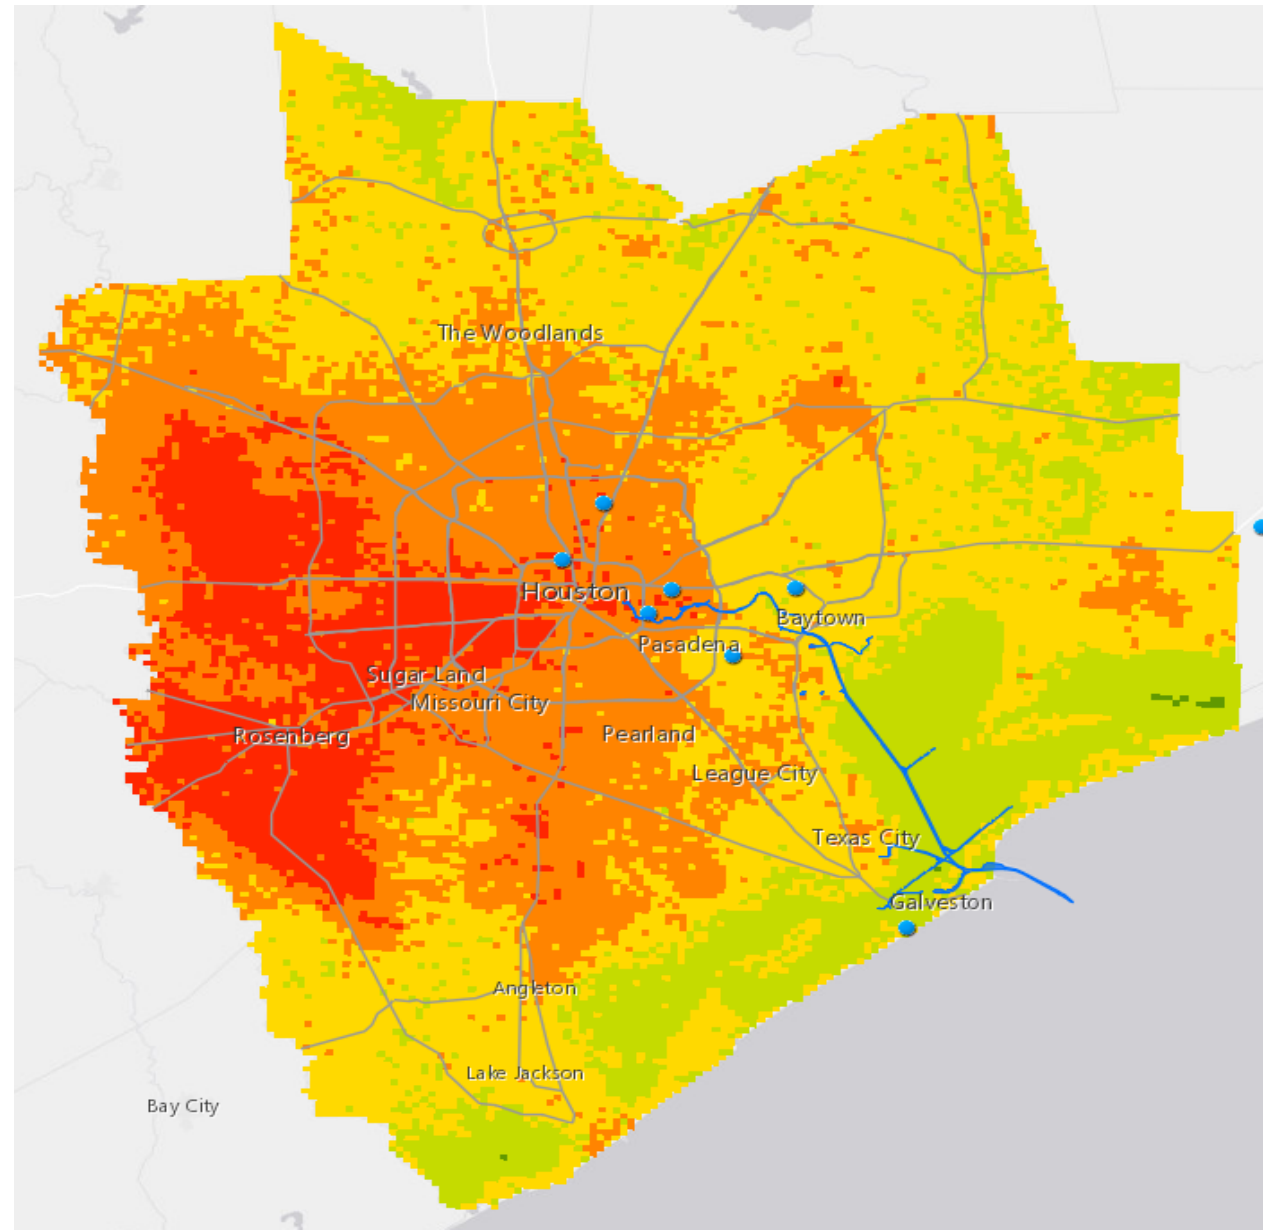 The Woodlands
Houston
Baytown
Pasadena
Sugar Land
Missouri City
Rosenberg
Pearland
League City
Texas City
Galveston
Angleton
Lake Jackson
Bay City